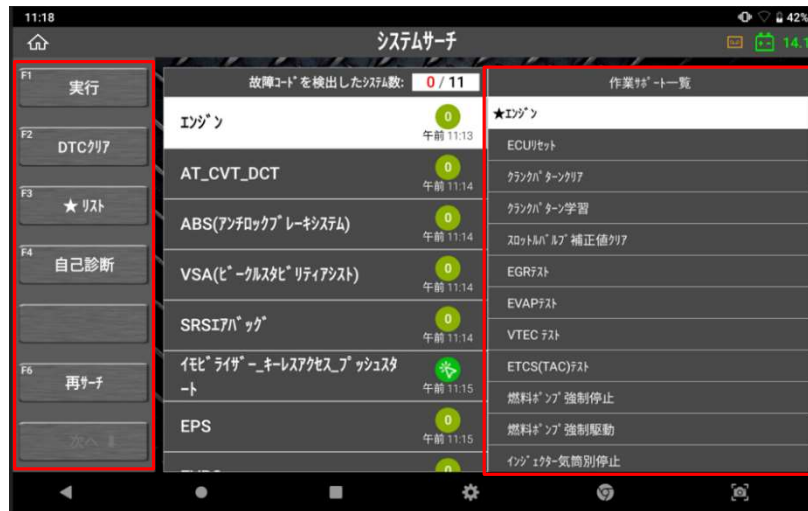 11:18
42%
システムサーチ
14.1
F1
実行
F2
DTCクリア
F3
★ リスト
F4
自己診断
F6
再サーチ
次へ ⬇
故障ｺｰﾄﾞを検出したｼｽﾃﾑ数: 0 / 11
ｴﾝｼﾞﾝ
0
午前 11:13
AT_CVT_DCT
0
午前 11:14
ABS(ｱﾝﾁﾛｯｸﾌﾞﾚｰｷｼｽﾃﾑ)
0
午前 11:14
VSA(ﾋﾞｰｸﾙｽﾀﾋﾞﾘﾃｨｱｼｽﾄ)
0
午前 11:14
SRSｴｱﾊﾞｯｸﾞ
0
午前 11:14
ｲﾓﾋﾞﾗｲｻﾞｰ_ｷｰﾚｽｱｸｾｽ_ﾌﾟｯｼｭｽﾀ
ｰﾄ
午前 11:15
EPS
0
午前 11:15
0
作業ｻﾎﾟｰﾄ一覧
★ｴﾝｼﾞﾝ
ECUﾘｾｯﾄ
ｸﾗﾝｸﾊﾟﾀｰﾝｸﾘｱ
ｸﾗﾝｸﾊﾟﾀｰﾝ学習
ｽﾛｯﾄﾙﾊﾞﾙﾌﾞ補正値ｸﾘｱ
EGRﾃｽﾄ
EVAPﾃｽﾄ
VTEC ﾃｽﾄ
ETCS(TAC)ﾃｽﾄ
燃料ﾎﾟﾝﾌﾟ強制停止
燃料ﾎﾟﾝﾌﾟ強制駆動
ｲﾝｼﾞｪｸﾀｰ気筒別停止